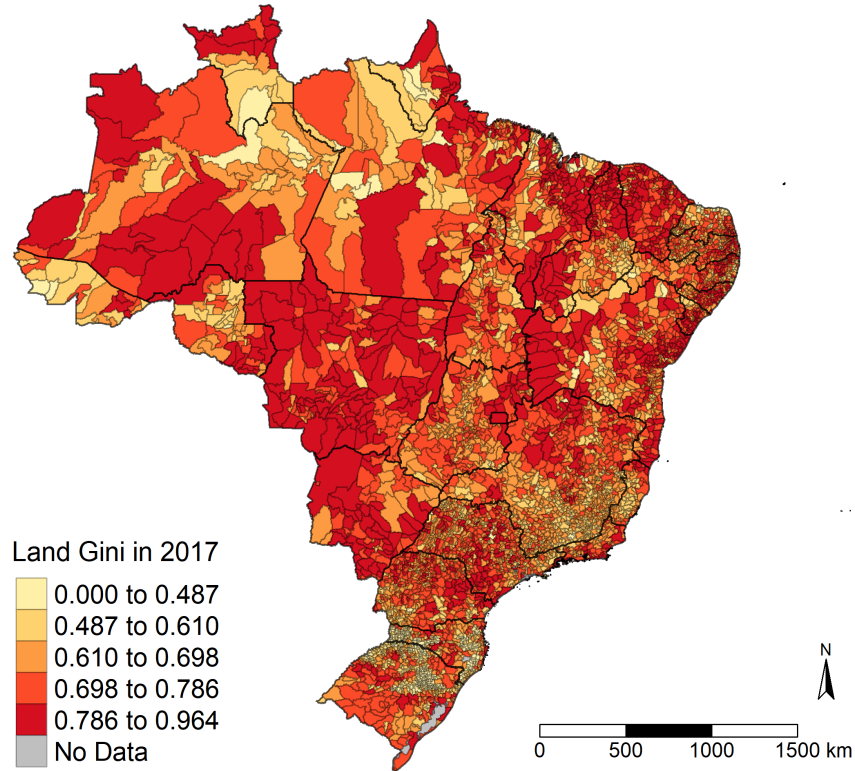 Land Gini in 2017
0.000 to 0.487
0.487 to 0.610
0.610 to 0.698
0.698 to 0.786
0.786 to 0.964
No Data
N
0 500 1000 1500 km